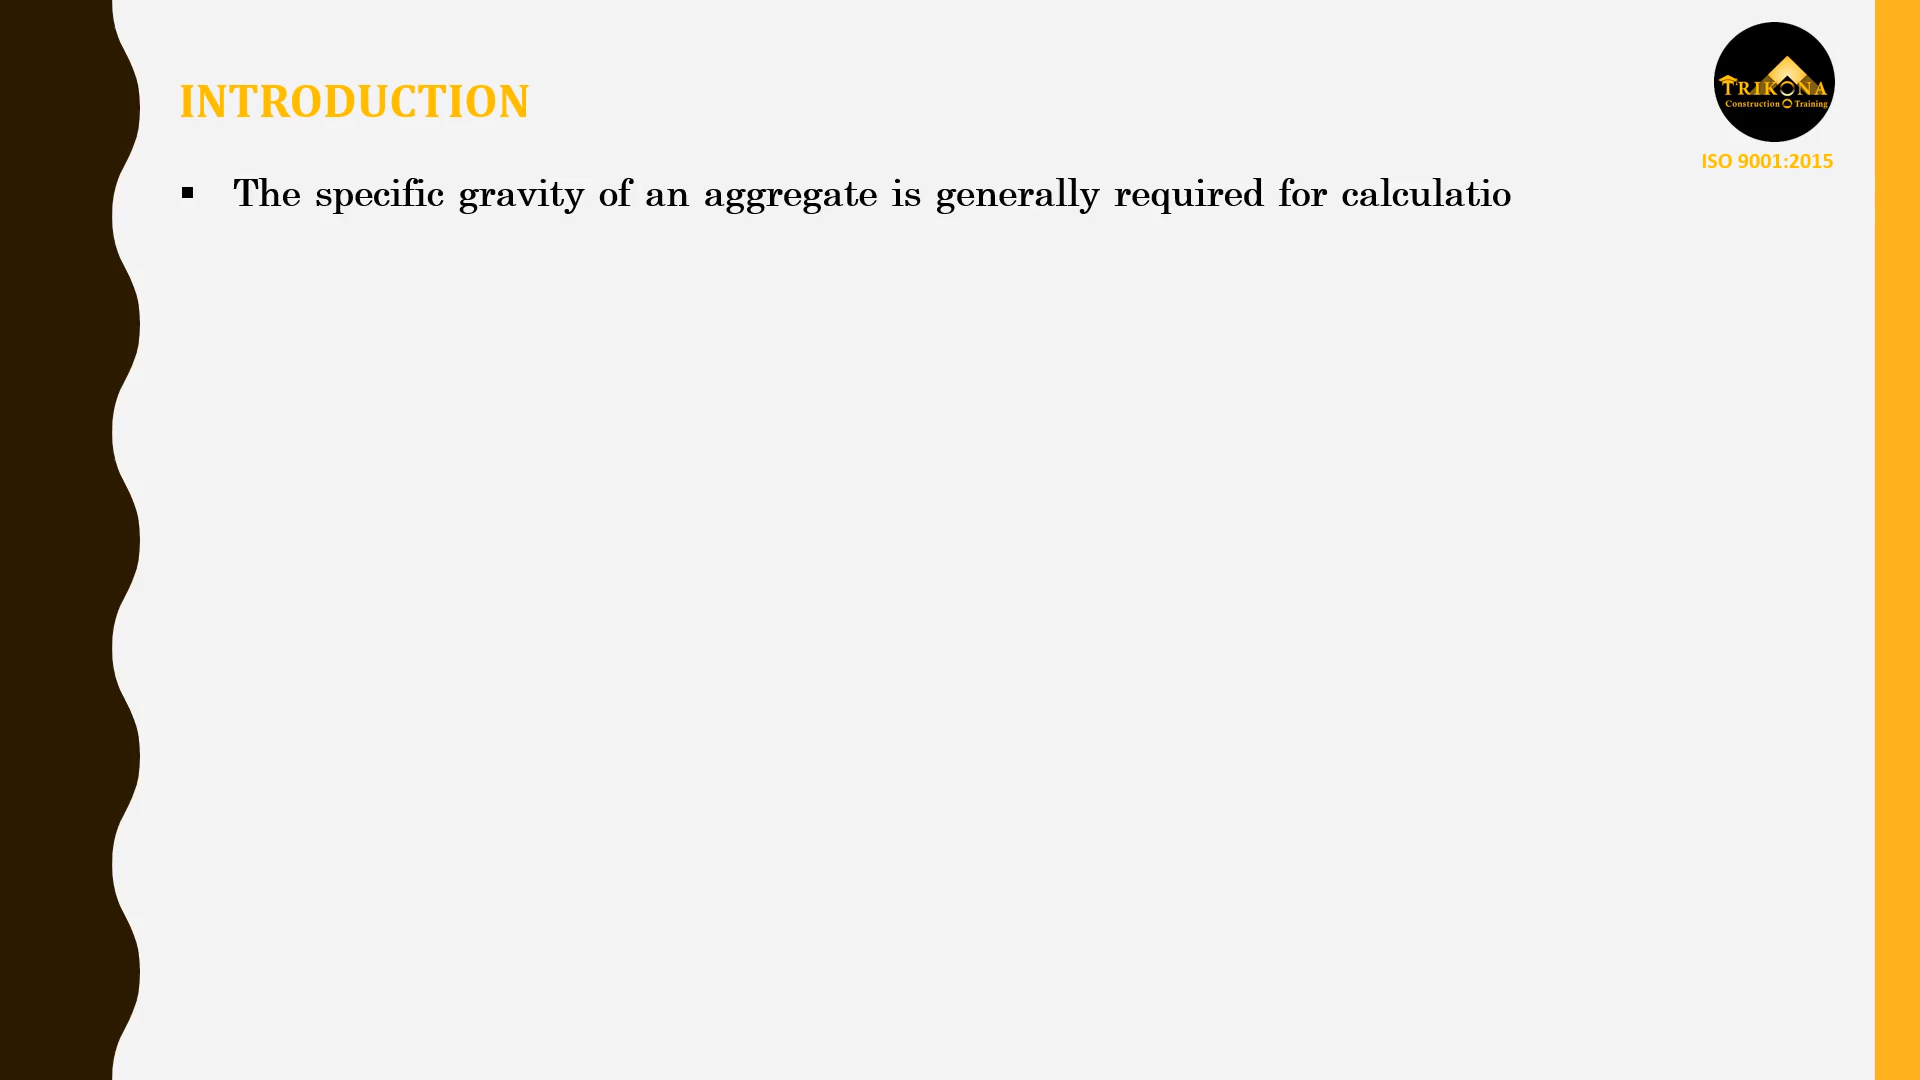 TRIKONA
Construction Training
ISO 9001:2015
INTRODUCTION
▪ The specific gravity of an aggregate is generally required for calculatio